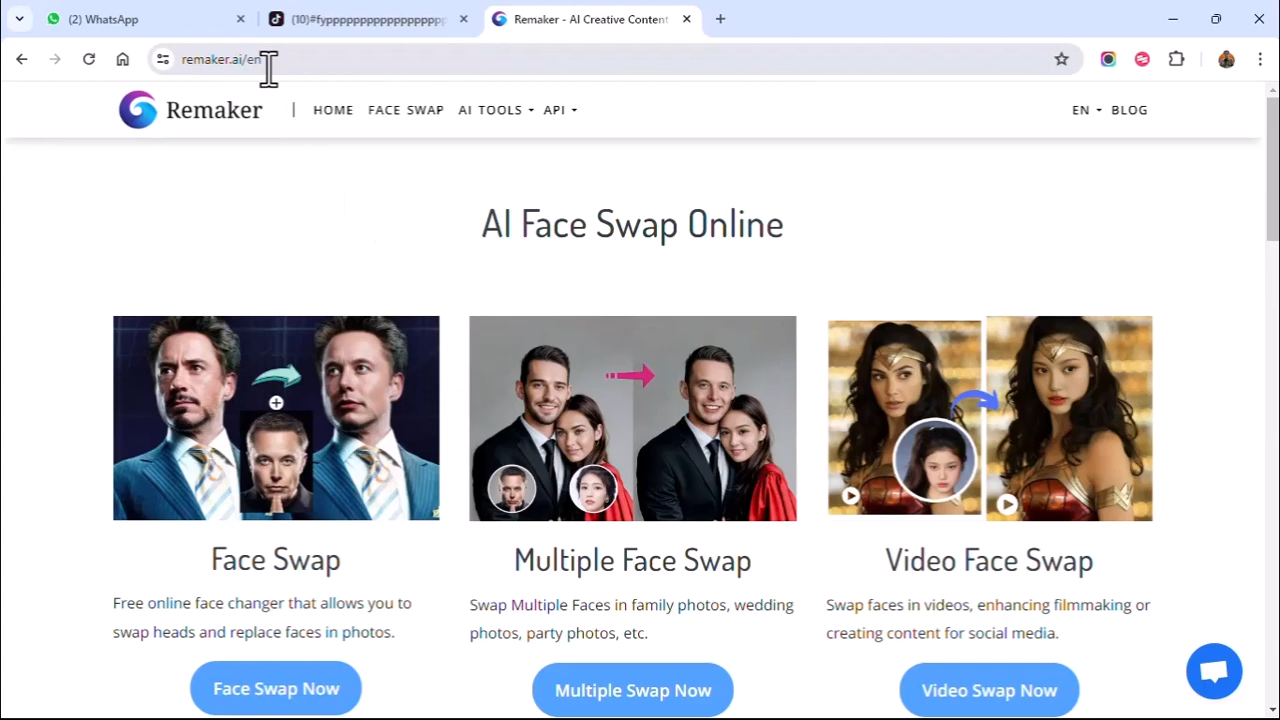 (2) WhatsApp
(10)#fyppppppppppppppppppp
Remaker - AI Creative Content
remaker.ai/en
Remaker | HOME FACE SWAP AI TOOLS API EN BLOG
AI Face Swap Online
Face Swap
Multiple Face Swap
Video Face Swap
Free online face changer that allows you to
swap heads and replace faces in photos.
Swap Multiple Faces in family photos, wedding
photos, party photos, etc.
Swap faces in videos, enhancing filmmaking or
creating content for social media.
Face Swap Now
Multiple Swap Now
Video Swap Now